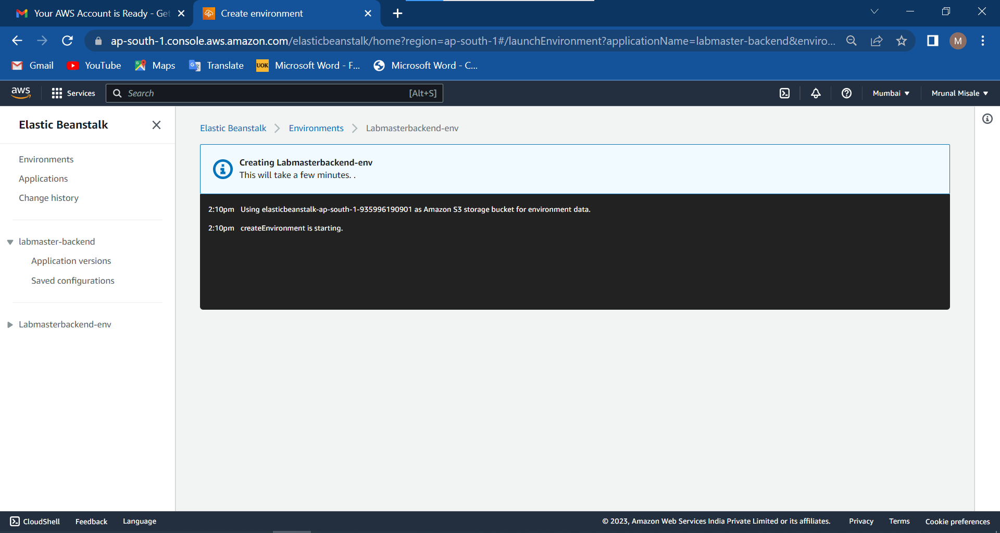 Your AWS Account is Ready - Get
Create environment
ap-south-1.console.aws.amazon.com/elasticbeanstalk/home?region=ap-south-1#/launchEnvironment?applicationName=labmaster-backend&enviro...
M
Gmail
YouTube
Maps
Translate
UOK
Microsoft Word - F...
Microsoft Word - C...
aws
Services
Search
[Alt+S]
Mumbai
Mrunal Misale
Elastic Beanstalk
Environments
Applications
Change history
labmaster-backend
Application versions
Saved configurations
Labmasterbackend-env
Elastic Beanstalk
Environments
Labmasterbackend-env
Creating Labmasterbackend-env
This will take a few minutes. .
2:10pm Using elasticbeanstalk-ap-south-1-935996190901 as Amazon S3 storage bucket for environment data.
2:10pm createEnvironment is starting.
CloudShell
Feedback
Language
© 2023, Amazon Web Services India Private Limited or its affiliates.
Privacy
Terms
Cookie preferences